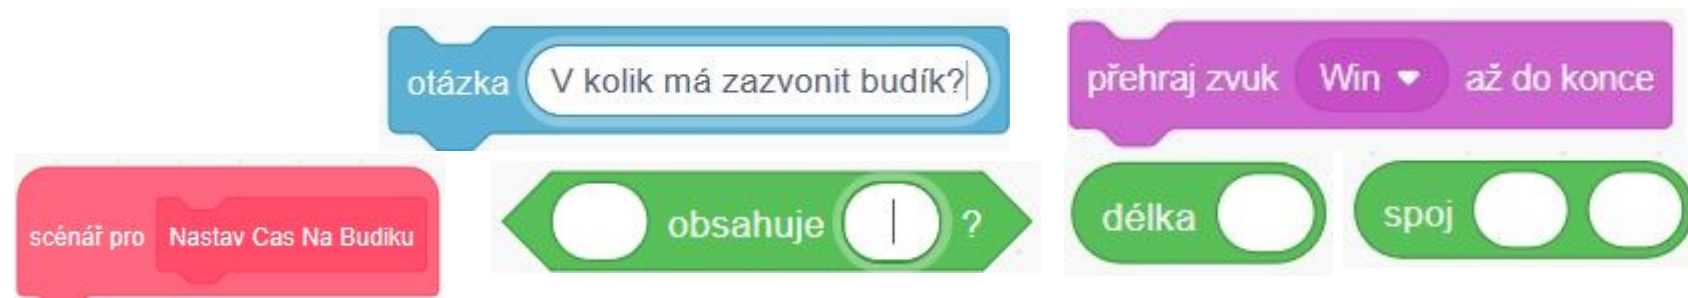 otázka V kolik má zazvonit budík?
přehraj zvuk Win až do konce
scénář pro Nastav Cas Na Budiku
obsahuje ?
délka
spoj